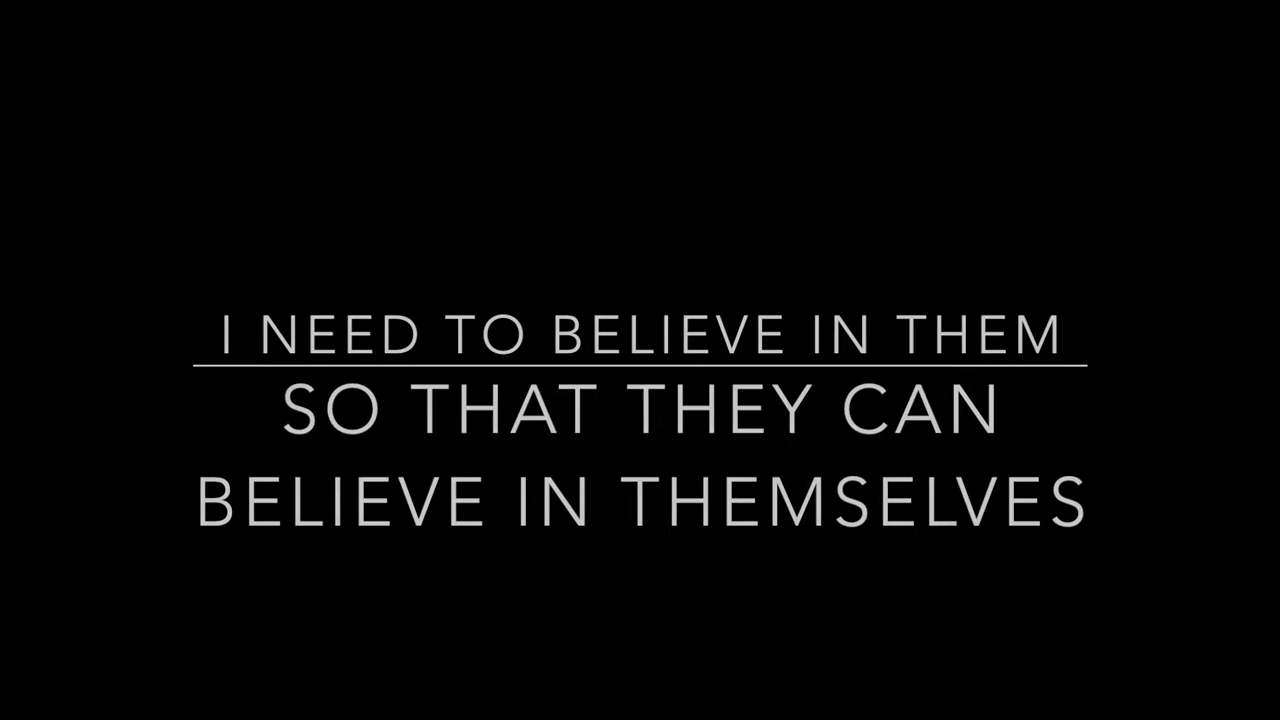 I NEED TO BELIEVE IN THEM
SO THAT THEY CAN
BELIEVE IN THEMSELVES